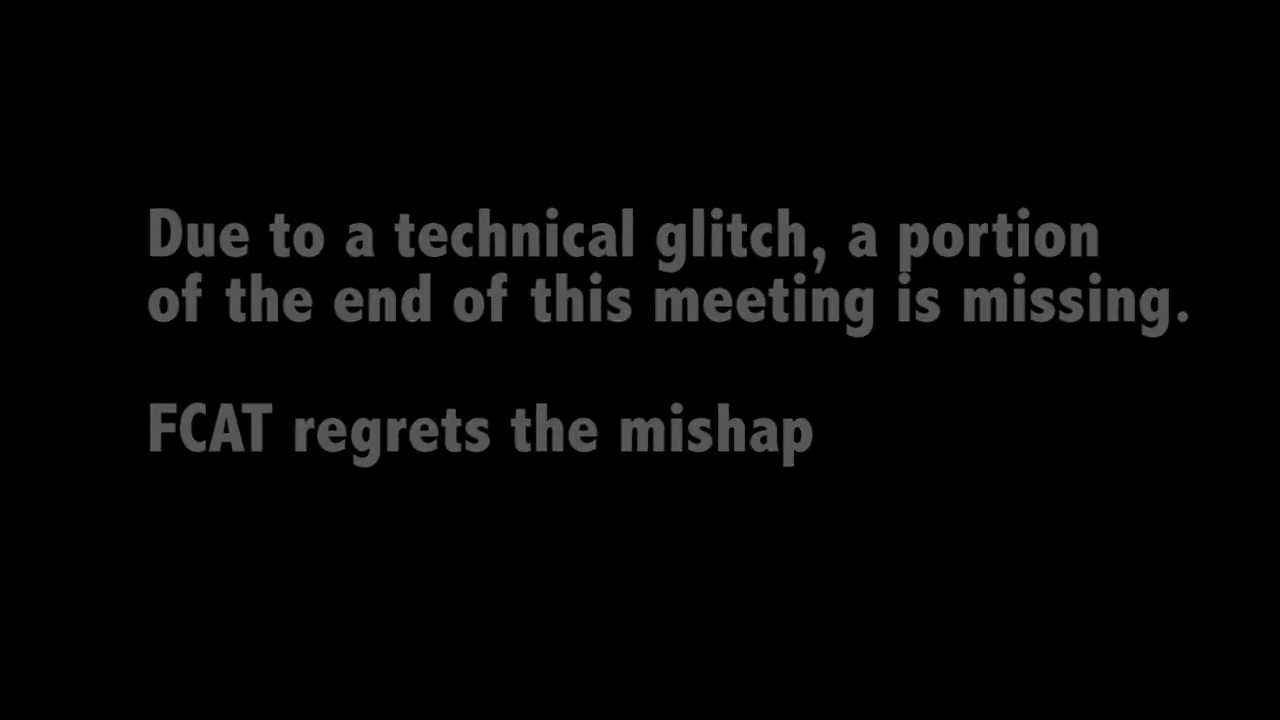 Due to a technical glitch, a portion
of the end of this meeting is missing.
FCAT regrets the mishap